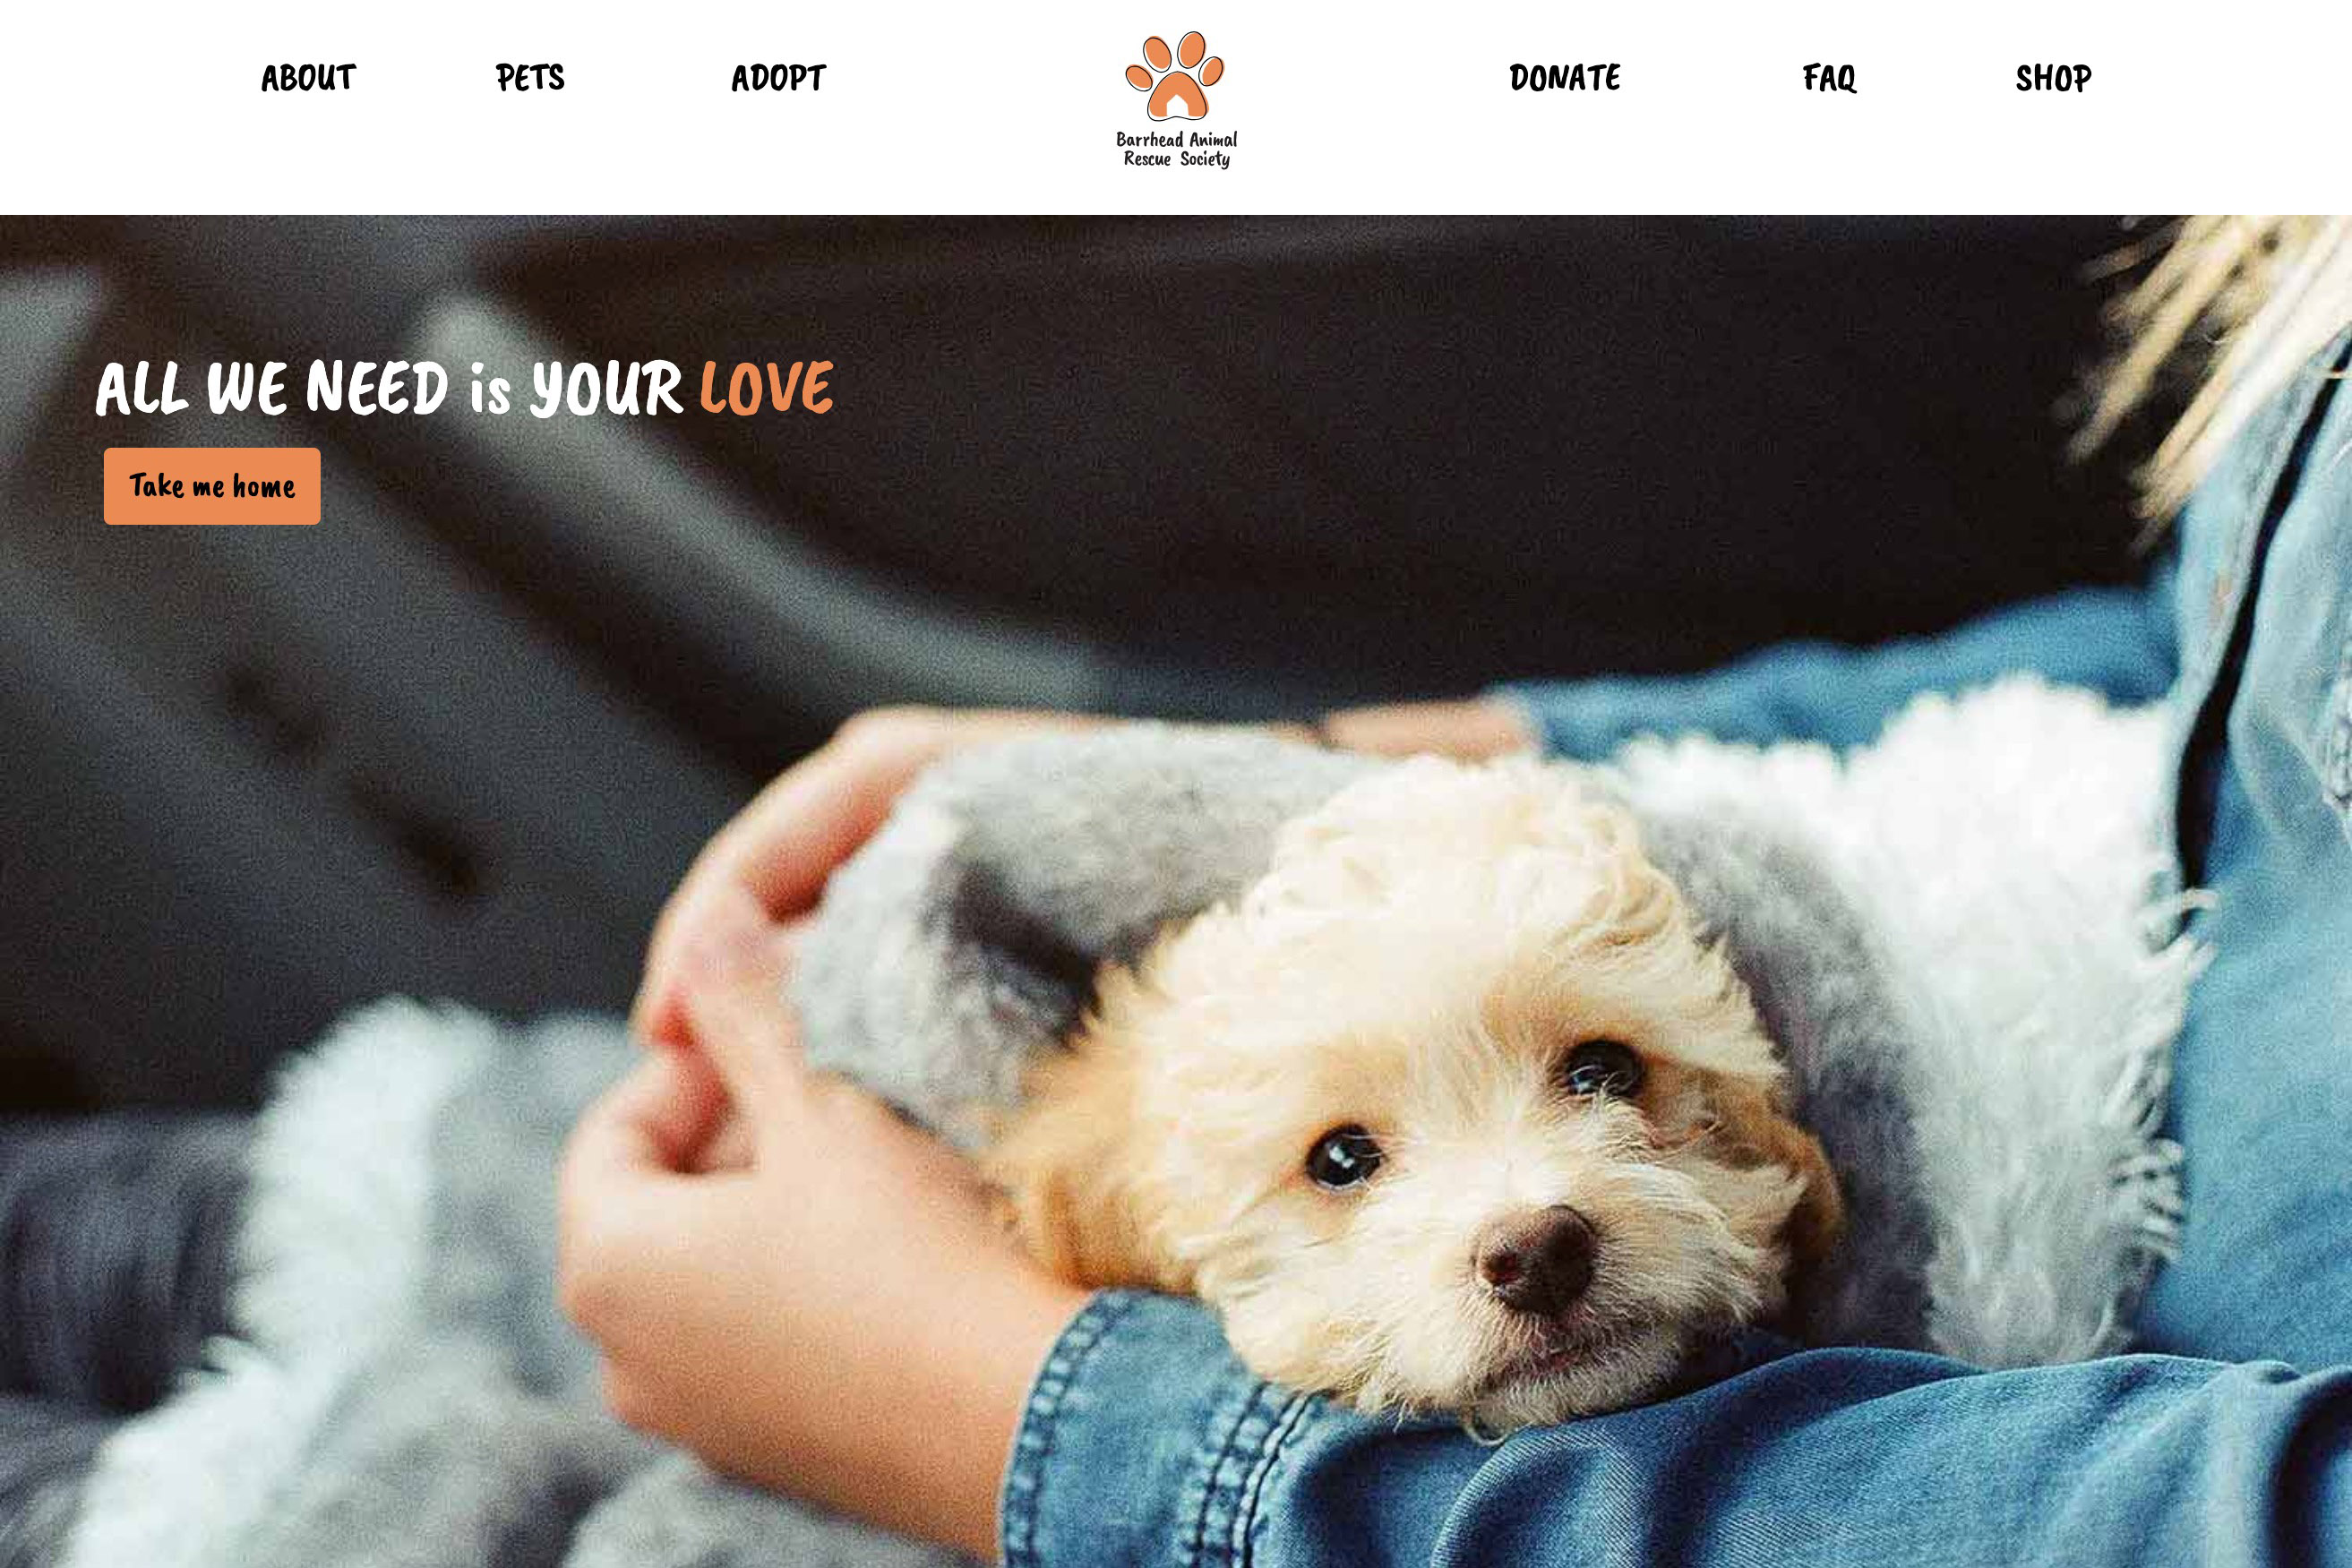 ABOUT
PETS
ADOPT
Barrhead Animal
Rescue Society
DONATE
FAQ
SHOP
ALL WE NEED is YOUR LOVE
Take me home